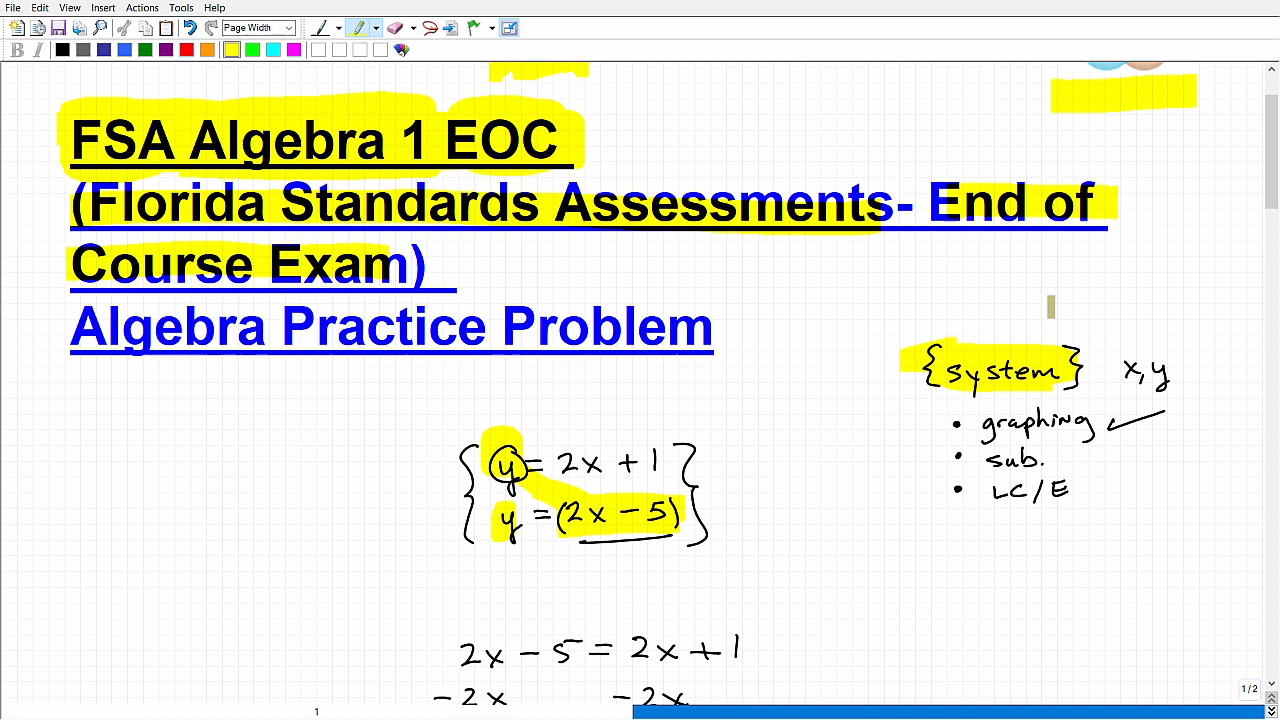 File Edit View Insert Actions Tools Help
Page Width
B I
FSA Algebra 1 EOC
(Florida Standards Assessments- End of
Course Exam)
Algebra Practice Problem
{system} x, y
• graphing
• sub.
• LC/E
{ y = 2x + 1 }
y = (2x - 5)
2x - 5 = 2x + 1
- 2x - 2x
1/2
1